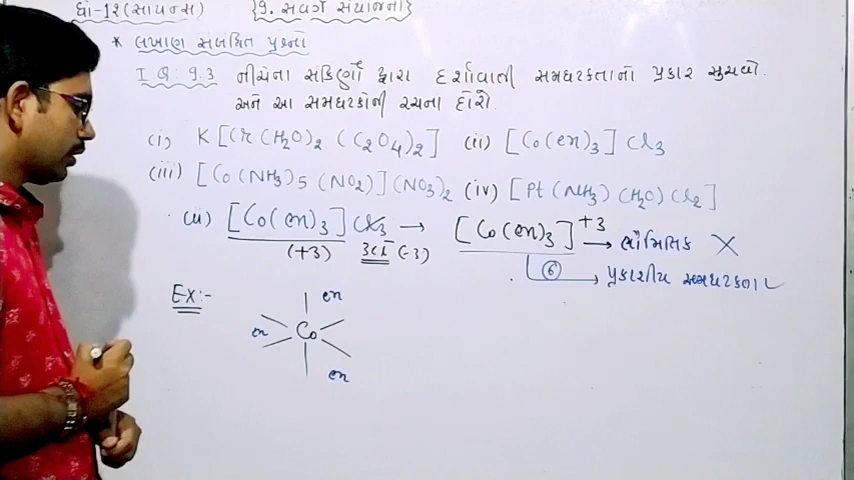 ધો-12 (સાયન્સ) {9. સવર્ગ સંયોજનો}
* લખાણ સંબંધિત પ્રશ્નો
I.Q: 9.3 નીચેના સંકિર્ણો દ્વારા દર્શાવાતી સમઘટકતાનો પ્રકાર સુચવો.
અને આ સમઘટકોની રચના દોરો.
(i) K[Cr(H₂O)₂ (C₂O₄)₂] (ii) [Co(en)₃]Cl₃
(iii) [Co(NH₃)5 (NO₂)](NO₃)₂ (iv) [Pt(NH₃)(H₂O)Cl₂]
(ii) [Co(en)₃]Cl₃ → [Co(en)₃]⁺³ → ભૌમિતિક X
(+3) 3Cl⁻ (-3) ⑥ → પ્રકાશીય સમઘટકતા ✓
Ex:- en
en Co
en